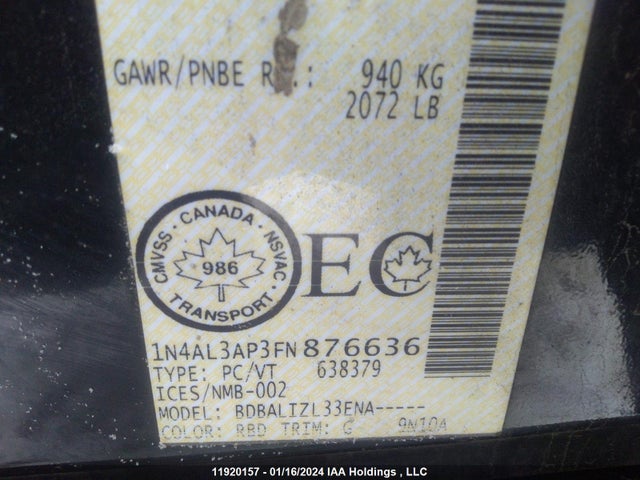 GAWR/PNBE R .: 940 KG
2072 LB
CMVSS · CANADA · NSVAC · TRANSPORT
986
EC
1N4AL3AP3FN876636
TYPE: PC/VT 638379
ICES/NMB-002
MODEL: BDBALIZL33ENA-----
COLOR: RBD TRIM: G 9N10A
11920157 - 01/16/2024 IAA Holdings , LLC